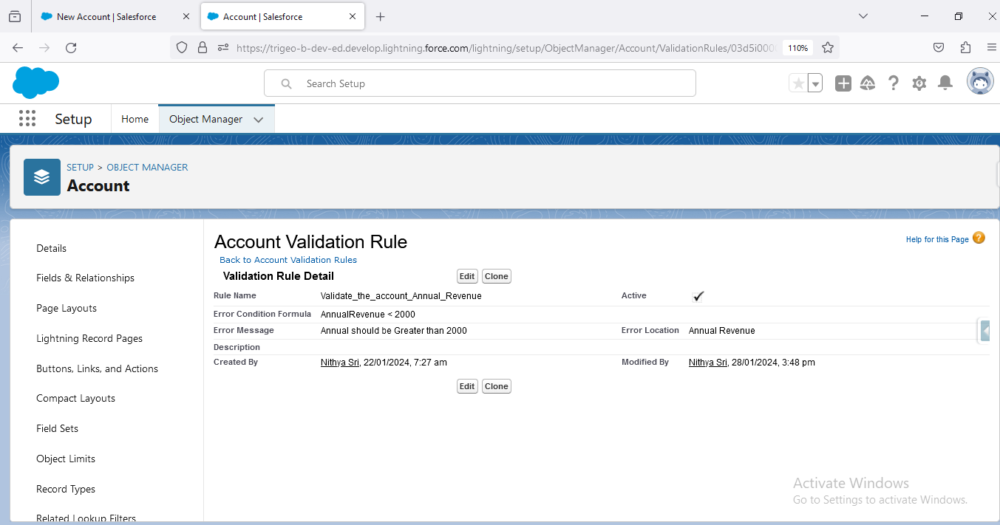 New Account | Salesforce
Account | Salesforce
https://trigeo-b-dev-ed.develop.lightning.force.com/lightning/setup/ObjectManager/Account/ValidationRules/03d5i000
110%
Search Setup
Setup
Home
Object Manager
SETUP > OBJECT MANAGER
Account
Details
Fields & Relationships
Page Layouts
Lightning Record Pages
Buttons, Links, and Actions
Compact Layouts
Field Sets
Object Limits
Record Types
Related Lookup Filters
Account Validation Rule
Help for this Page
Back to Account Validation Rules
Validation Rule Detail
Edit Clone
Rule Name Validate_the_account_Annual_Revenue Active
Error Condition Formula AnnualRevenue < 2000
Error Message Annual should be Greater than 2000 Error Location Annual Revenue
Description
Created By Nithya Sri, 22/01/2024, 7:27 am Modified By Nithya Sri, 28/01/2024, 3:48 pm
Edit Clone
Activate Windows
Go to Settings to activate Windows.